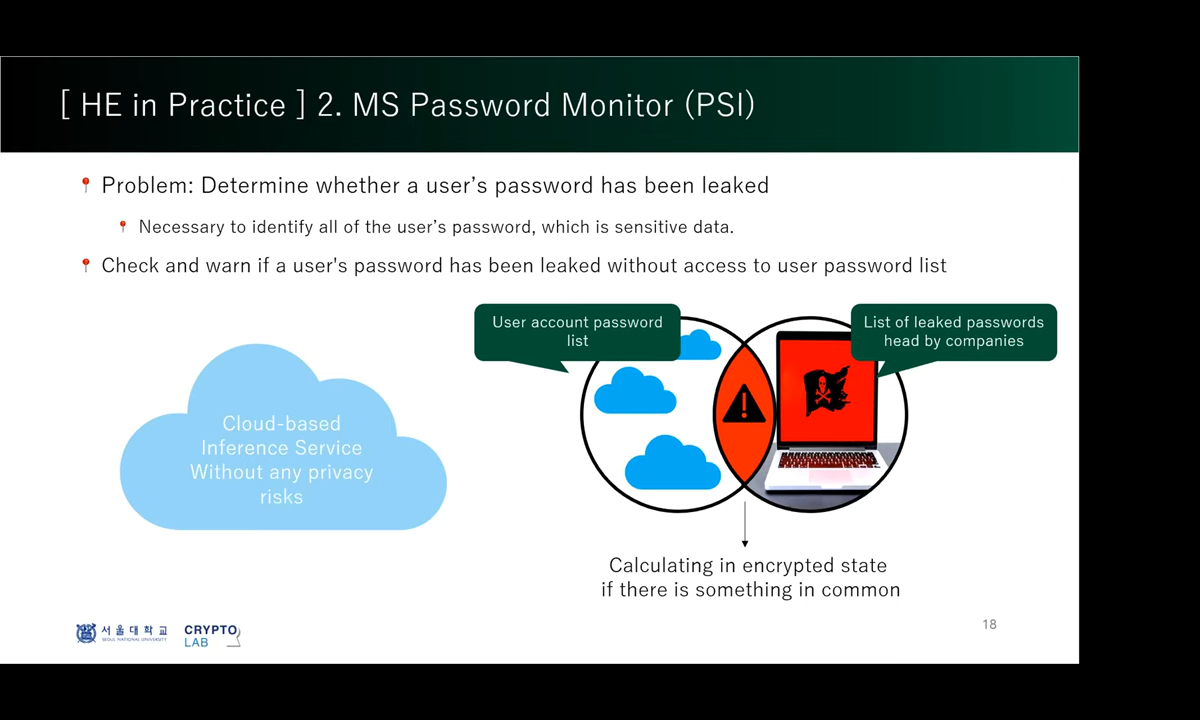 [ HE in Practice ] 2. MS Password Monitor (PSI)
Problem: Determine whether a user's password has been leaked
Necessary to identify all of the user's password, which is sensitive data.
Check and warn if a user's password has been leaked without access to user password list
User account password
list
List of leaked passwords
head by companies
Cloud-based
Inference Service
Without any privacy
risks
Calculating in encrypted state
if there is something in common
서울대학교
SEOUL NATIONAL UNIVERSITY
CRYPTO
LAB
18